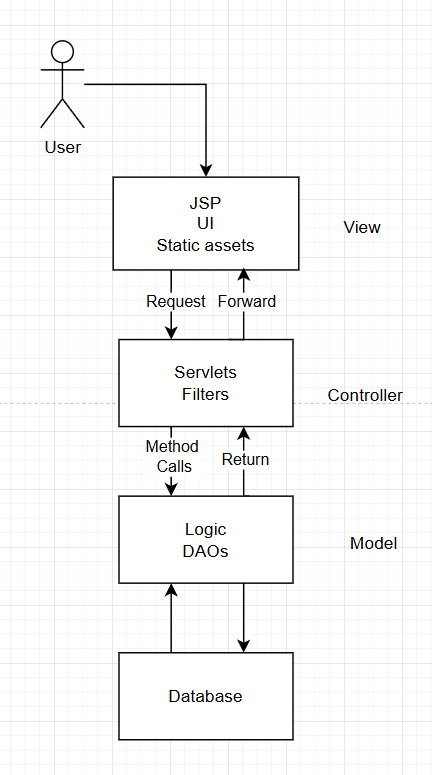 User
JSP
UI
Static assets
View
Request
Forward
Servlets
Filters
Controller
Method
Calls
Return
Logic
DAOs
Model
Database